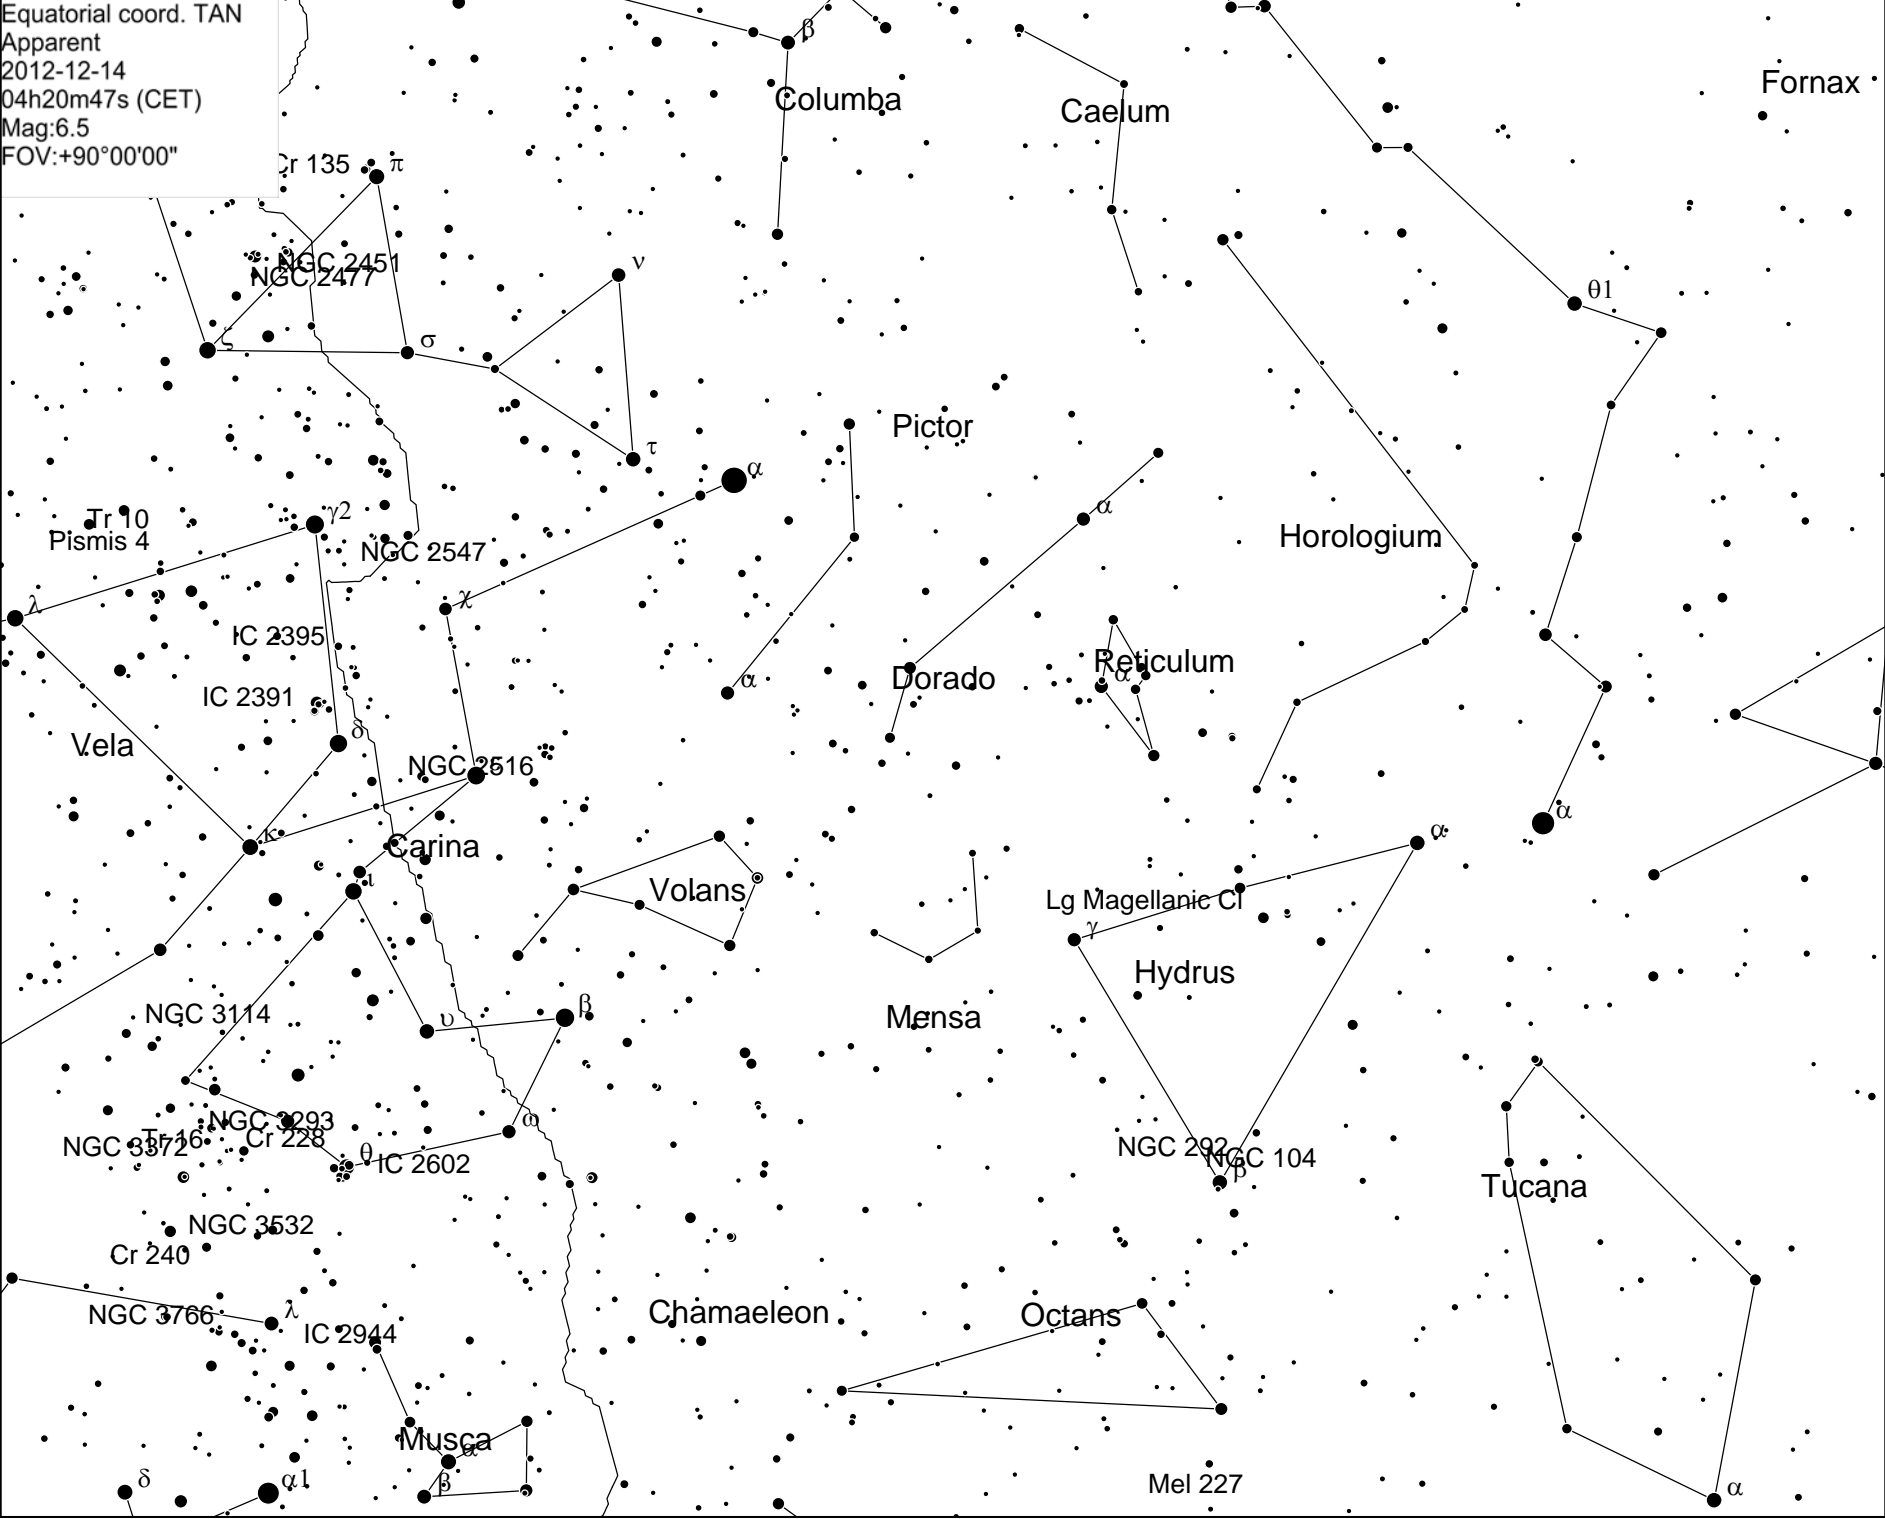 Equatorial coord. TAN
Apparent
2012-12-14
04h20m47s (CET)
Mag:6.5
FOV:+90°00'00"
β
Columba
Caelum
Fornax
Cr 135
π
NGC 2451
NGC 2477
ν
θ1
ζ
σ
Pictor
τ
α
α
γ2
Tr 10
Pismis 4
NGC 2547
Horologium
χ
λ
IC 2395
Reticulum
α
Dorado
α
IC 2391
δ
Vela
NGC 2516
α
κ
Carina
α
ι
Volans
Lg Magellanic Cl
γ
Hydrus
NGC 3114
υ
β
Mensa
NGC 3293
ω
Tr 16
Cr 228
NGC 3372
θ
IC 2602
NGC 292
NGC 104
β
Tucana
NGC 3532
Cr 240
NGC 3766
λ
IC 2944
Chamaeleon
Octans
Musca
α
δ
α1
β
Mel 227
α